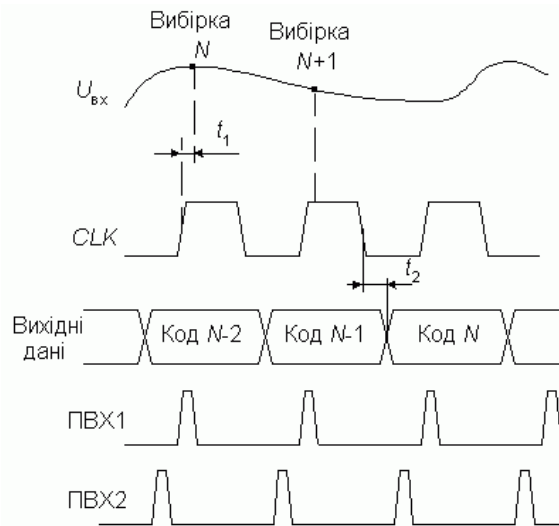 Вибірка
N
Вибірка
N+1
Uвх
t1
CLK
t2
Вихідні
дані
Код N-2
Код N-1
Код N
ПВХ1
ПВХ2